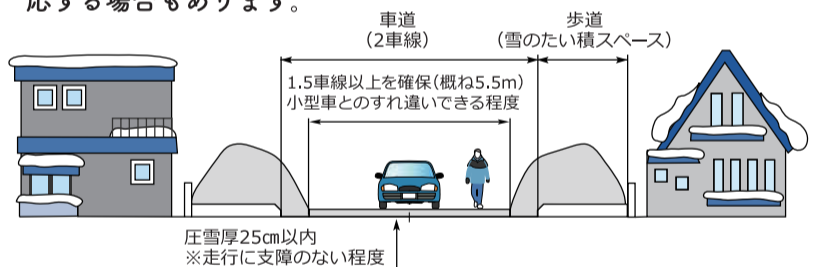 応する場合もあります。
車道
（2車線）
歩道
（雪のたい積スペース）
1.5車線以上を確保（概ね5.5m）
小型車とのすれ違いできる程度
圧雪厚25㎝以内
※走行に支障のない程度